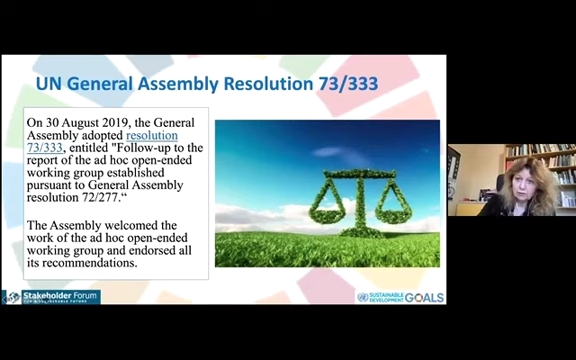 UN General Assembly Resolution 73/333
On 30 August 2019, the General
Assembly adopted resolution
73/333, entitled "Follow-up to the
report of the ad hoc open-ended
working group established
pursuant to General Assembly
resolution 72/277."
The Assembly welcomed the
work of the ad hoc open-ended
working group and endorsed all
its recommendations.
Stakeholder Forum
SUSTAINABLE
DEVELOPMENT GOALS